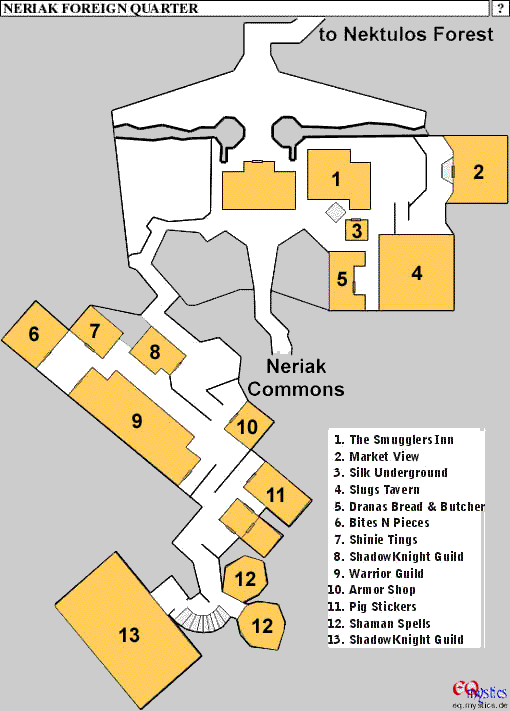 NERIAK FOREIGN QUARTER
?
to Nektulos Forest
1
2
3
4
5
Neriak
Commons
6
7
8
9
10
11
12
12
13
1. The Smugglers Inn
2. Market View
3. Silk Underground
4. Slugs Tavern
5. Dranas Bread & Butcher
6. Bites N Pieces
7. Shinie Tings
8. ShadowKnight Guild
9. Warrior Guild
10. Armor Shop
11. Pig Stickers
12. Shaman Spells
13. ShadowKnight Guild
EQ mystics
eq.mystics.de